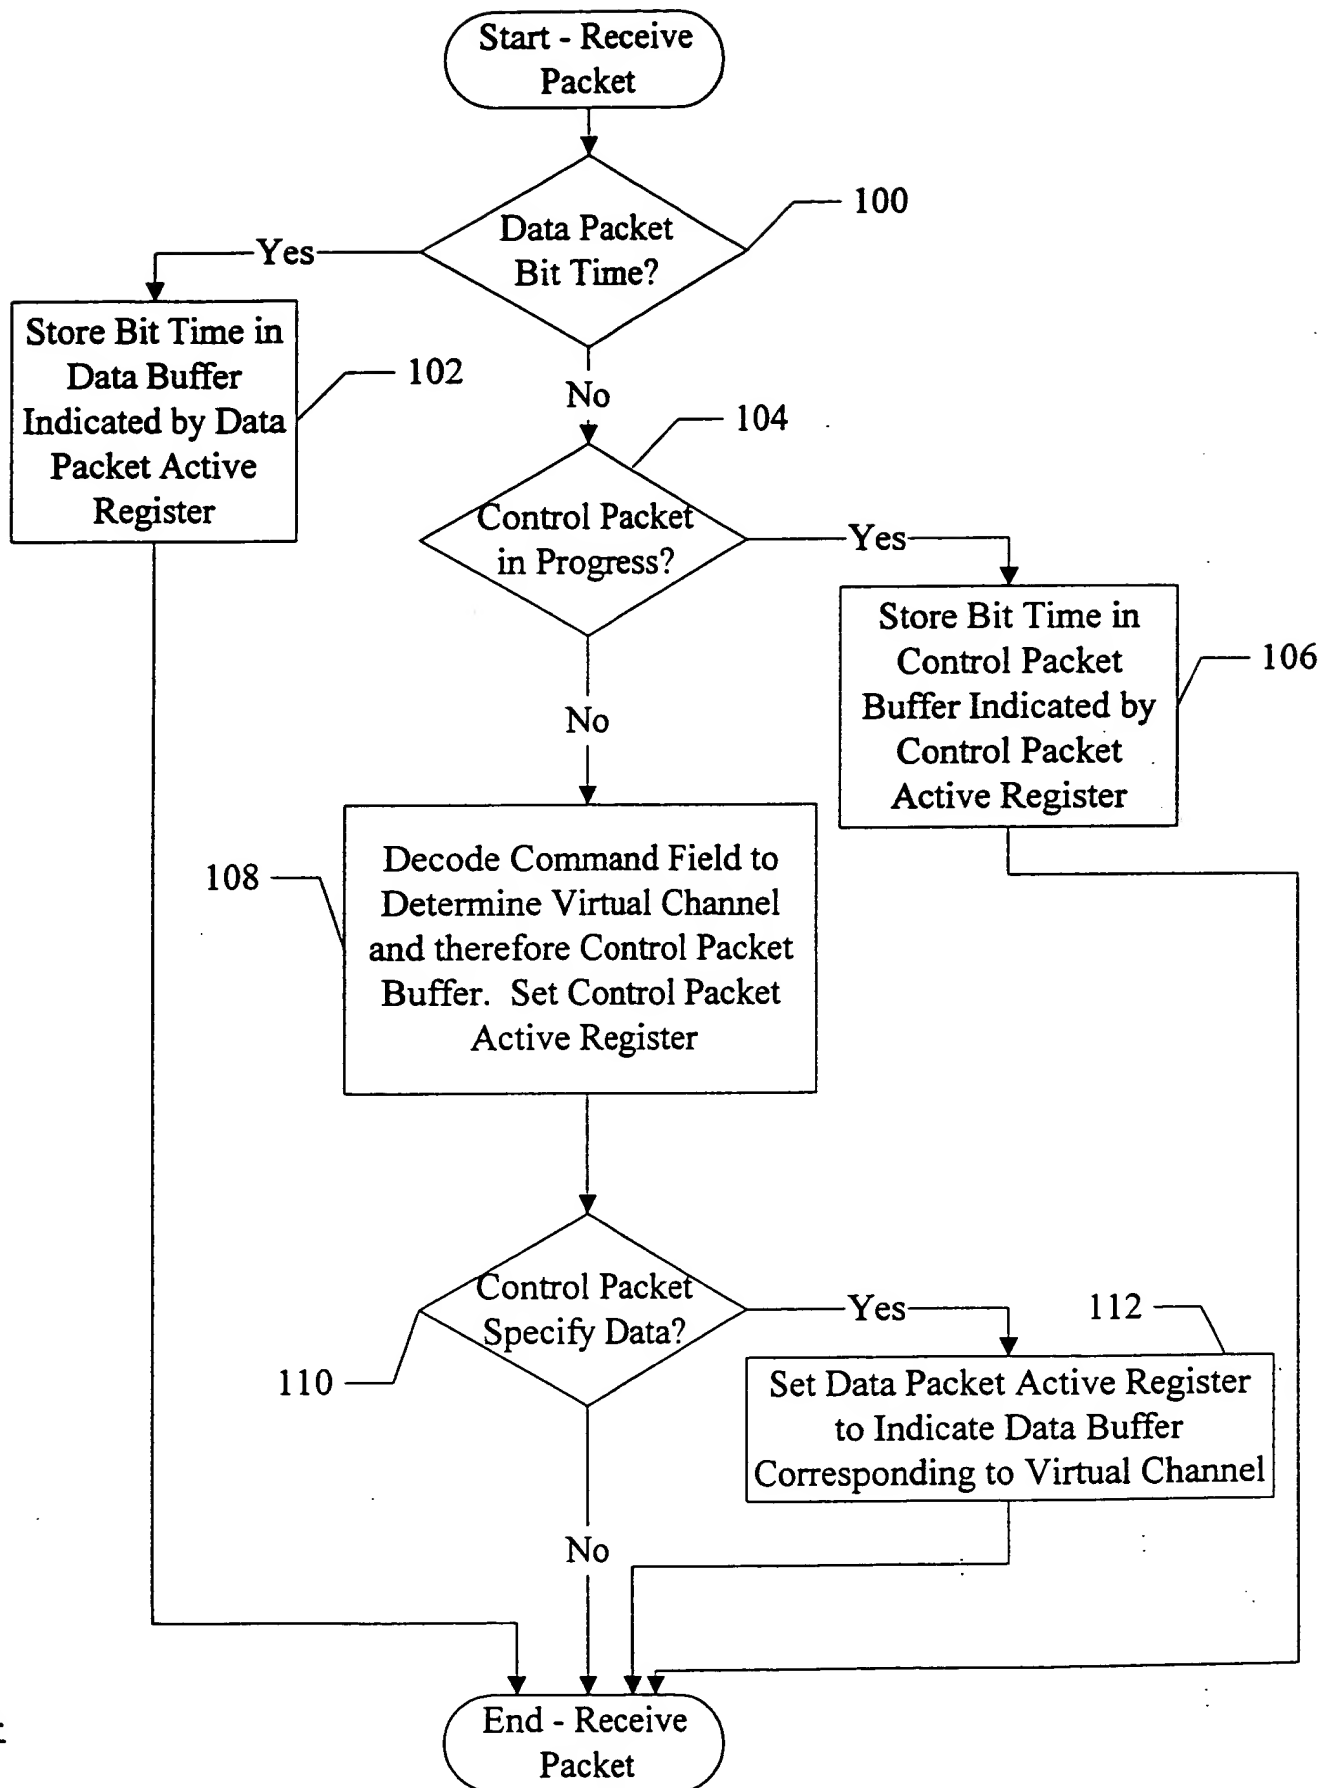 Start - Receive
Packet
Data Packet
Bit Time?
100
Yes
Store Bit Time in
Data Buffer
Indicated by Data
Packet Active
Register
102
No
104
Control Packet
in Progress?
Yes
Store Bit Time in
Control Packet
Buffer Indicated by
Control Packet
Active Register
106
No
108
Decode Command Field to
Determine Virtual Channel
and therefore Control Packet
Buffer. Set Control Packet
Active Register
Control Packet
Specify Data?
110
Yes
112
Set Data Packet Active Register
to Indicate Data Buffer
Corresponding to Virtual Channel
No
End - Receive
Packet